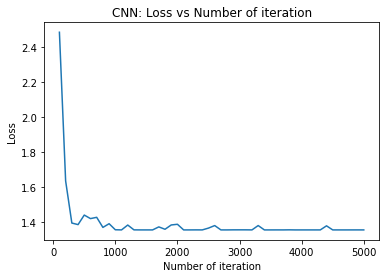 CNN: Loss vs Number of iteration
2.4
2.2
2.0
1.8
1.6
1.4
Loss
0 1000 2000 3000 4000 5000
Number of iteration